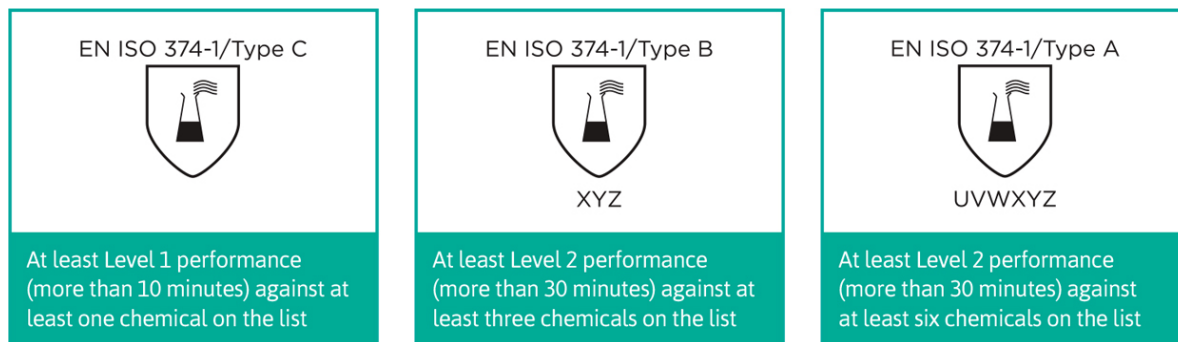 EN ISO 374-1/Type C
At least Level 1 performance
(more than 10 minutes) against at
least one chemical on the list
EN ISO 374-1/Type B
XYZ
At least Level 2 performance
(more than 30 minutes) against at
least three chemicals on the list
EN ISO 374-1/Type A
UVWXYZ
At least Level 2 performance
(more than 30 minutes) against
at least six chemicals on the list